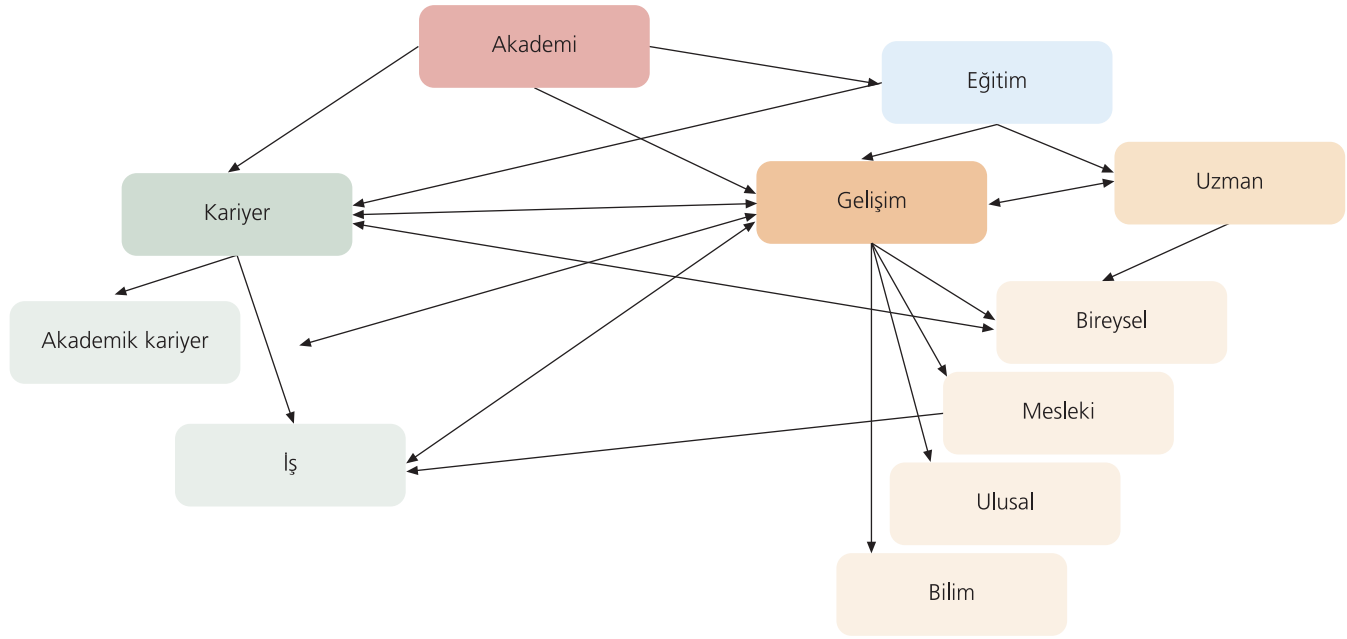 Akademi
Eğitim
Uzman
Gelişim
Kariyer
Bireysel
Akademik kariyer
Mesleki
İş
Ulusal
Bilim